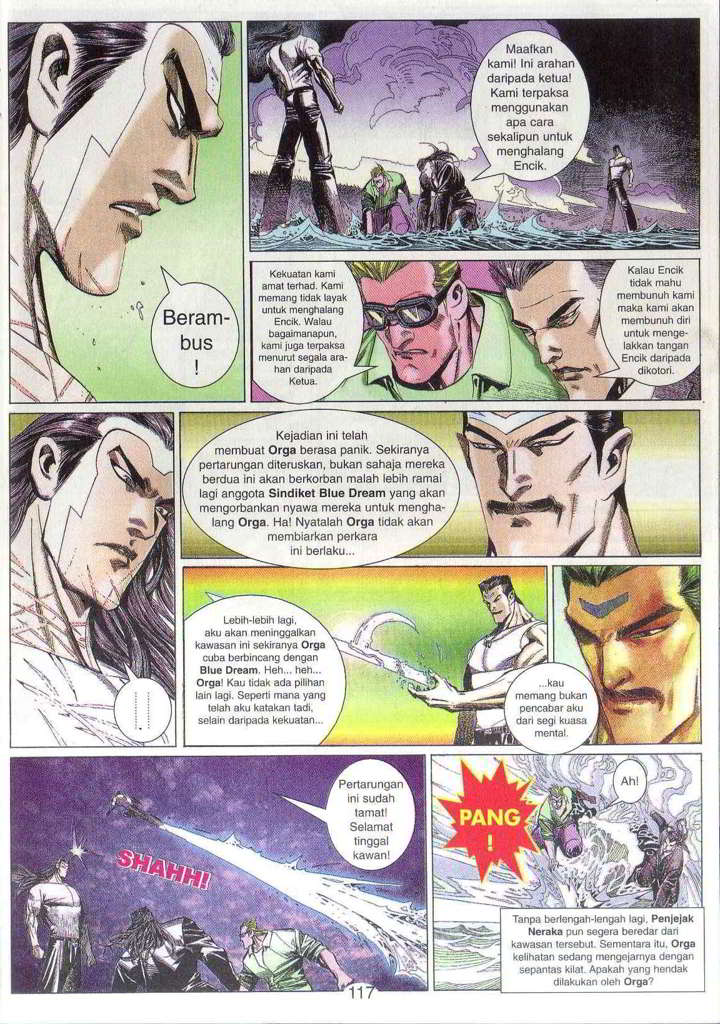 Beram-
bus
!
Maafkan
kami! Ini arahan
daripada ketua!
Kami terpaksa
menggunakan
apa cara
sekalipun untuk
menghalang
Encik.
Kekuatan kami
amat terhad. Kami
memang tidak layak
untuk menghalang
Encik. Walau
bagaimanapun,
kami juga terpaksa
menurut segala ara-
han daripada
Ketua.
Kalau Encik
tidak mahu
membunuh kami
maka kami akan
membunuh diri
untuk menge-
lakkan tangan
Encik daripada
dikotori.
Kejadian ini telah
membuat Orga berasa panik. Sekiranya
pertarungan diteruskan, bukan sahaja mereka
berdua ini akan berkorban malah lebih ramai
lagi anggota Sindiket Blue Dream yang akan
mengorbankan nyawa mereka untuk mengha-
lang Orga. Ha! Nyatalah Orga tidak akan
membiarkan perkara
ini berlaku...
Lebih-lebih lagi,
aku akan meninggalkan
kawasan ini sekiranya Orga
cuba berbincang dengan
Blue Dream. Heh... heh...
Orga! Kau tidak ada pilihan
lain lagi. Seperti mana yang
telah aku katakan tadi,
selain daripada kekuatan...
...kau
memang bukan
pencabar aku
dari segi kuasa
mental.
Pertarungan
ini sudah
tamat!
Selamat
tinggal
kawan!
SHAHH!
PANG
!
Ah!
Tanpa berlengah-lengah lagi, Penjejak
Neraka pun segera beredar dari
kawasan tersebut. Sementara itu, Orga
kelihatan sedang mengejarnya dengan
sepantas kilat. Apakah yang hendak
dilakukan oleh Orga?
117